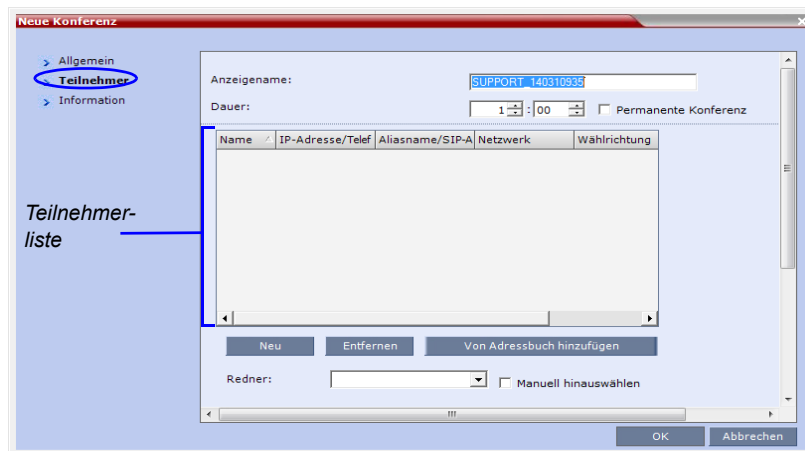 Neue Konferenz
Allgemein
Teilnehmer
Information
Anzeigename:
SUPPORT_140310935
Dauer:
1 : 00
Permanente Konferenz
Name
IP-Adresse/Telef
Aliasname/SIP-A
Netzwerk
Wählrichtung
Teilnehmer-
liste
Neu
Entfernen
Von Adressbuch hinzufügen
Redner:
Manuell hinauswählen
OK
Abbrechen